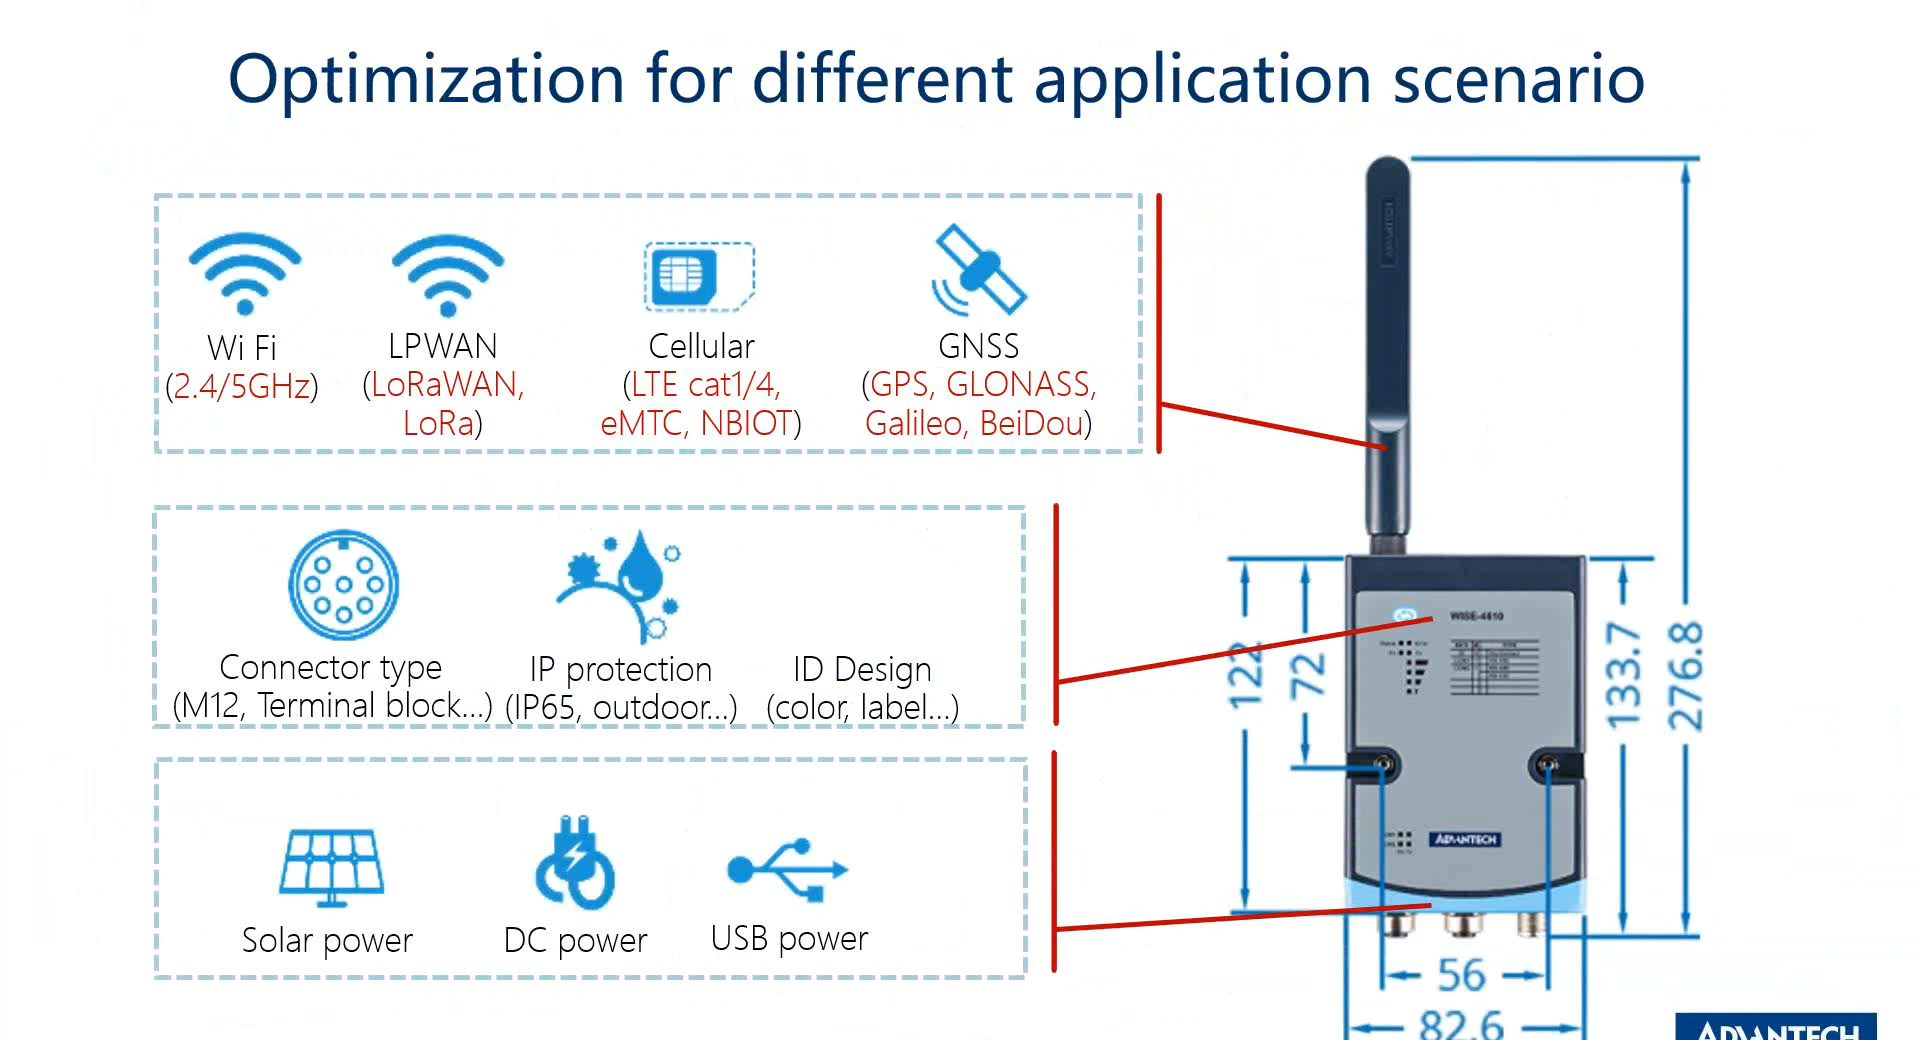 Optimization for different application scenario
Wi Fi
(2.4/5GHz)
LPWAN
(LoRaWAN,
LoRa)
Cellular
(LTE cat1/4,
eMTC, NBIOT)
GNSS
(GPS, GLONASS,
Galileo, BeiDou)
Connector type
(M12, Terminal block...)
IP protection
(IP65, outdoor...)
ID Design
(color, label...)
Solar power
DC power
USB power
ADVANTECH
WISE-4610
122
72
133.7
276.8
ADVANTECH
56
82.6
ADVANTECH